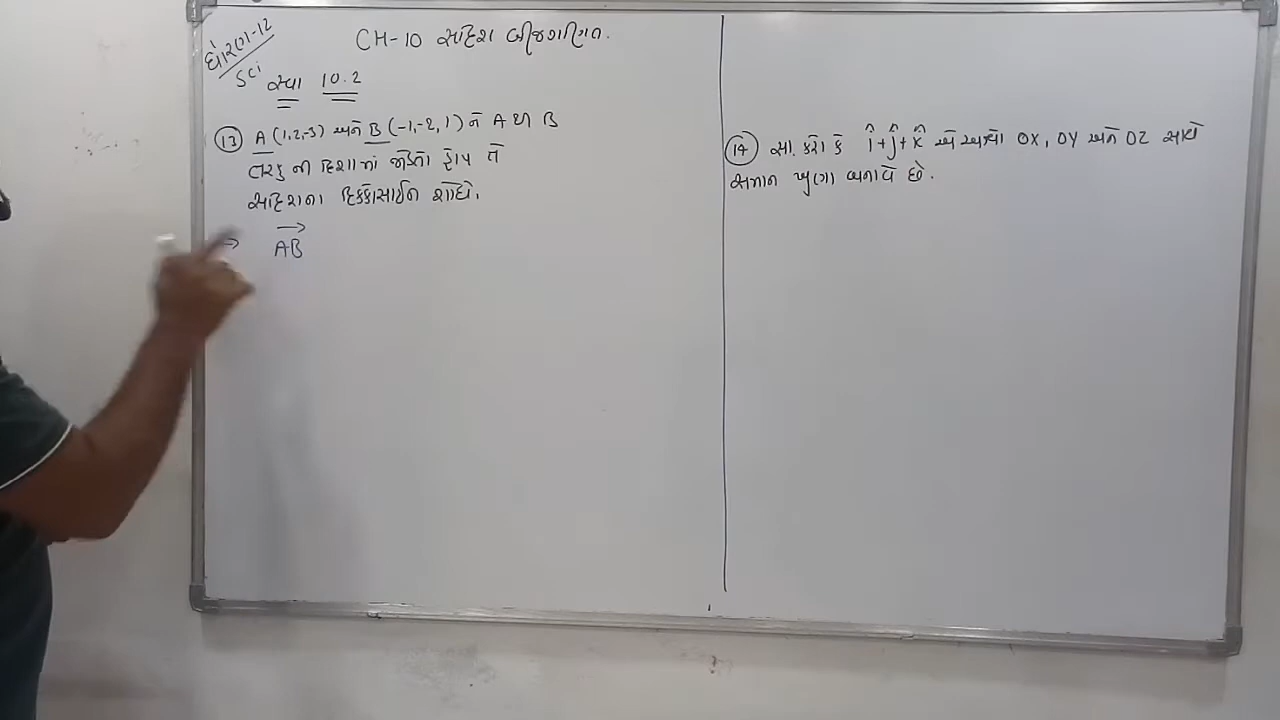 ધોરણ-12
Sci
CH-10 સદિશ બીજગણિત.
સ્વા 10.2
(13) A (1,2,-3) અને B (-1,-2, 1) ને A થી B
તરફ ની દિશામાં જોડતો હોય તે
સદિશના દિક્કોસાઈન શોધો.
→ \overrightarrow{AB}
(14) સા. કરો કે î+ĵ+k̂ એ અક્ષો OX, OY અને OZ સાથે
સમાન ખુણા બનાવે છે.